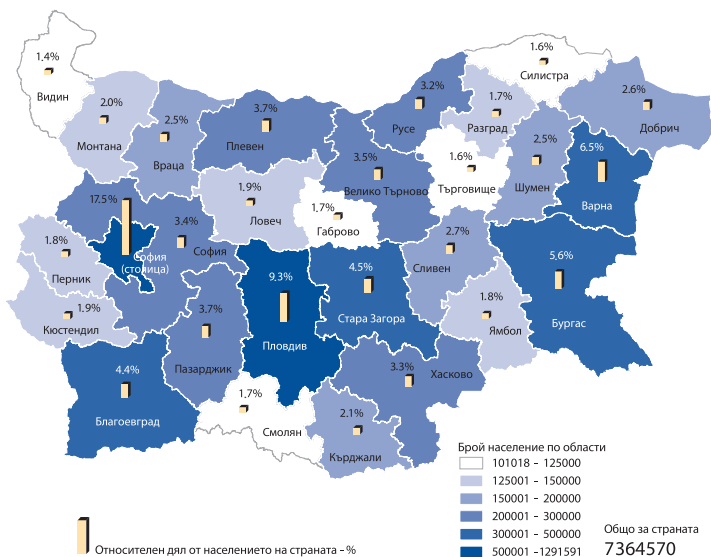 1.4%
Видин
2.0%
Монтана
2.5%
Враца
3.7%
Плевен
3.2%
Русе
1.6%
Силистра
1.7%
Разград
2.6%
Добрич
3.5%
Велико Търново
1.6%
Търговище
2.5%
Шумен
6.5%
Варна
17.5%
София
(столица)
3.4%
София
1.9%
Ловеч
1.7%
Габрово
1.8%
Перник
1.9%
Кюстендил
3.7%
Пазарджик
9,3%
Пловдив
4.5%
Стара Загора
2.7%
Сливен
1.8%
Ямбол
5,6%
Бургас
4.4%
Благоевград
1.7%
Смолян
2.1%
Кърджали
3.3%
Хасково
Брой население по области
101018 - 125000
125001 - 150000
150001 - 200000
200001 - 300000
300001 - 500000
500001 -1291591
Общо за страната
7364570
Относителен дял от населението на страната - %